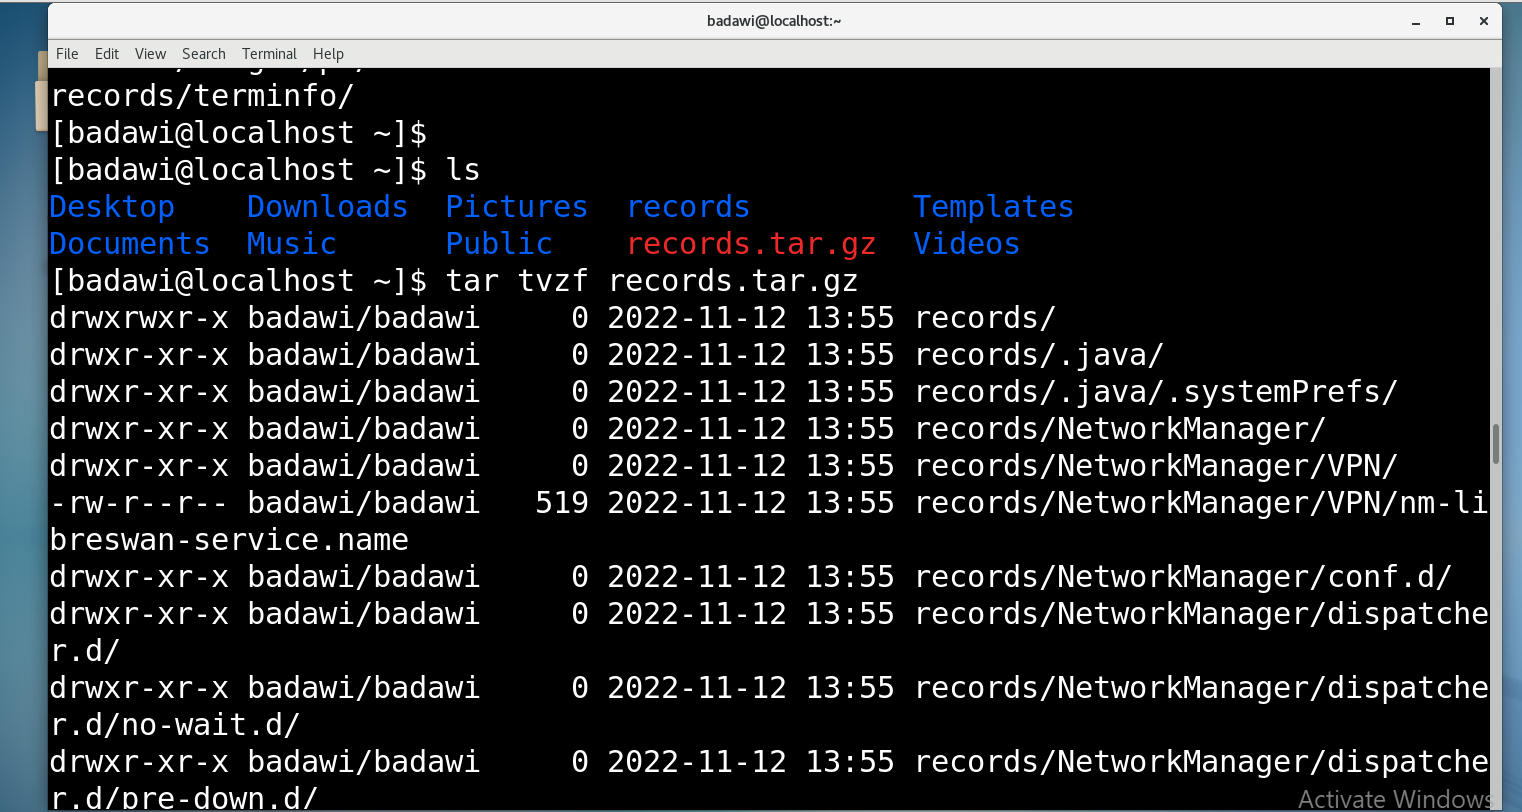 badawi@localhost:~
File Edit View Search Terminal Help
records/terminfo/
[badawi@localhost ~]$
[badawi@localhost ~]$ ls
Desktop    Downloads  Pictures  records         Templates
Documents  Music      Public    records.tar.gz  Videos
[badawi@localhost ~]$ tar tvzf records.tar.gz
drwxrwxr-x badawi/badawi     0 2022-11-12 13:55 records/
drwxr-xr-x badawi/badawi     0 2022-11-12 13:55 records/.java/
drwxr-xr-x badawi/badawi     0 2022-11-12 13:55 records/.java/.systemPrefs/
drwxr-xr-x badawi/badawi     0 2022-11-12 13:55 records/NetworkManager/
drwxr-xr-x badawi/badawi     0 2022-11-12 13:55 records/NetworkManager/VPN/
-rw-r--r-- badawi/badawi   519 2022-11-12 13:55 records/NetworkManager/VPN/nm-li
breswan-service.name
drwxr-xr-x badawi/badawi     0 2022-11-12 13:55 records/NetworkManager/conf.d/
drwxr-xr-x badawi/badawi     0 2022-11-12 13:55 records/NetworkManager/dispatche
r.d/
drwxr-xr-x badawi/badawi     0 2022-11-12 13:55 records/NetworkManager/dispatche
r.d/no-wait.d/
drwxr-xr-x badawi/badawi     0 2022-11-12 13:55 records/NetworkManager/dispatche
r.d/pre-down.d/
Activate Windows